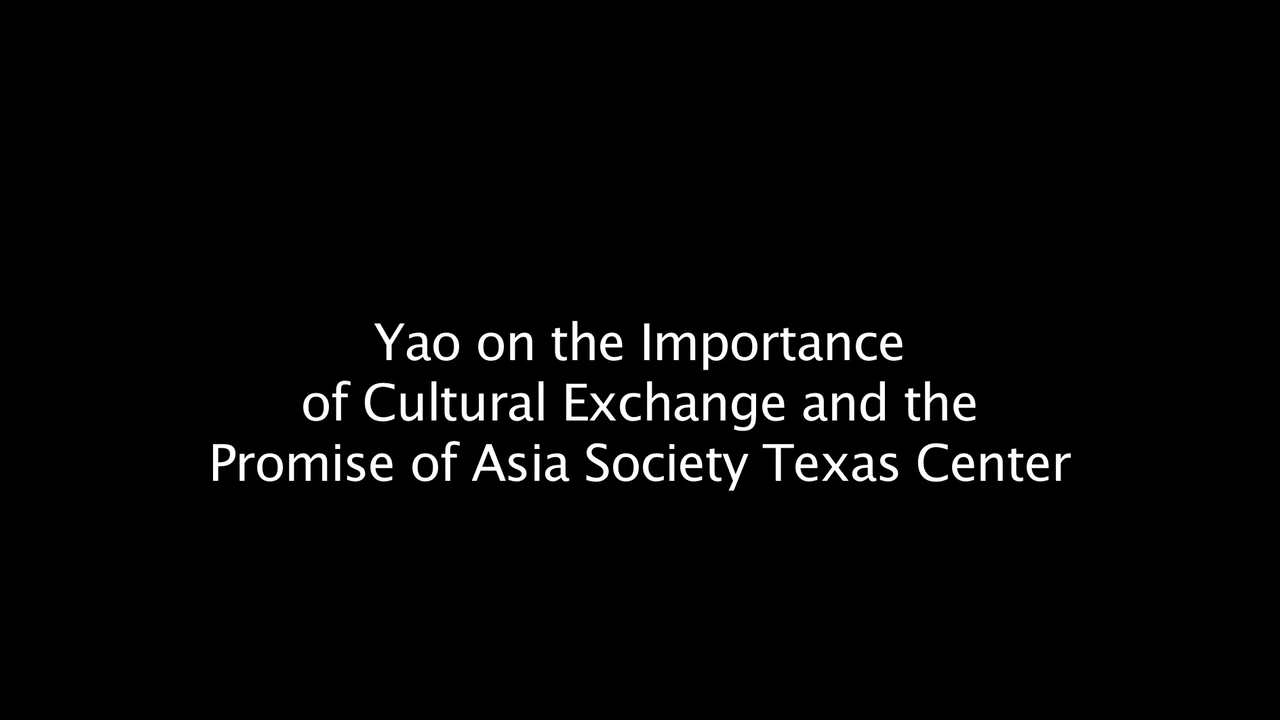 Yao on the Importance
of Cultural Exchange and the
Promise of Asia Society Texas Center